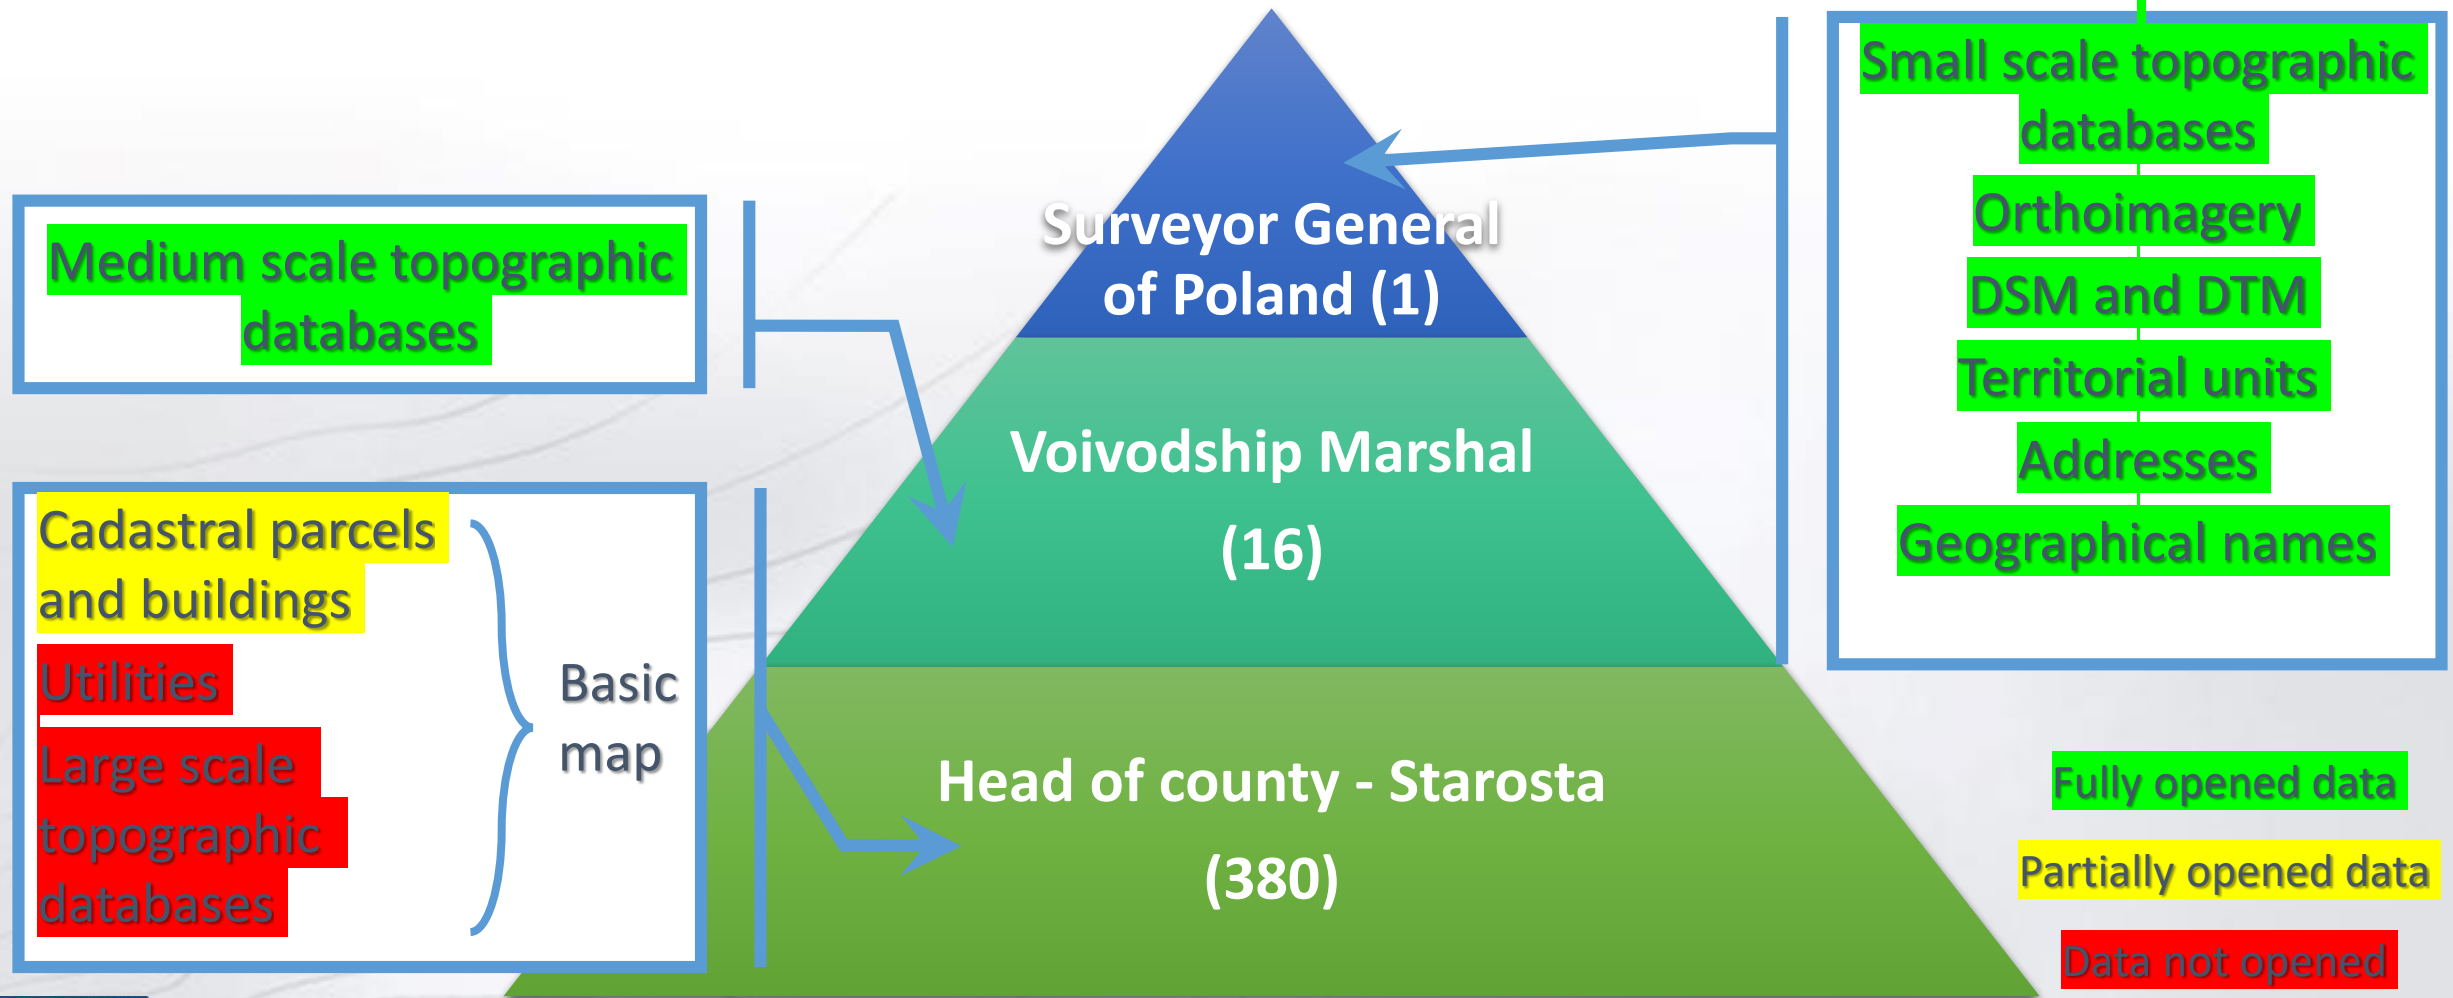 Surveyor General
of Poland (1)
Voivodship Marshal
(16)
Head of county - Starosta
(380)
Medium scale topographic
databases
Cadastral parcels
and buildings
Utilities
Large scale
topographic
databases
Basic
map
Small scale topographic
databases
Orthoimagery
DSM and DTM
Territorial units
Addresses
Geographical names
Fully opened data
Partially opened data
Data not opened